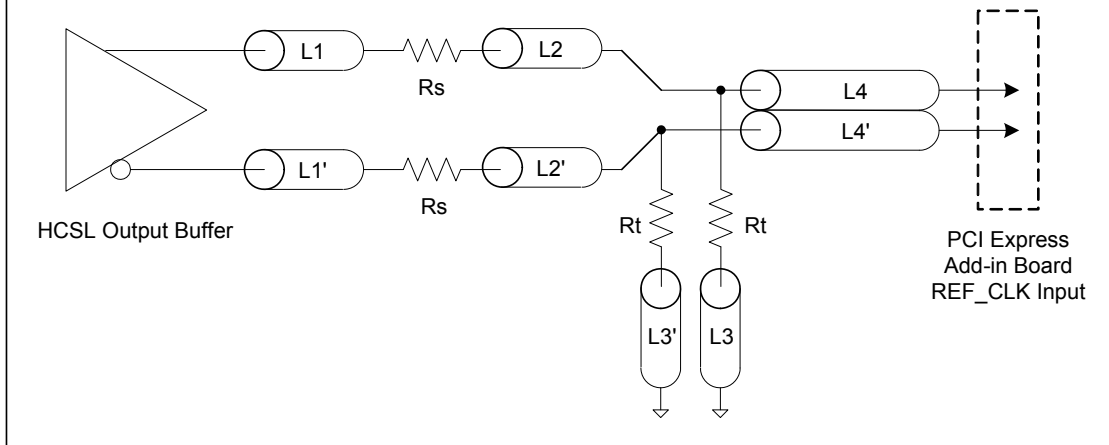 L1
Rs
L2
L4
L4'
L1'
Rs
L2'
HCSL Output Buffer
Rt
Rt
L3'
L3
PCI Express
Add-in Board
REF_CLK Input